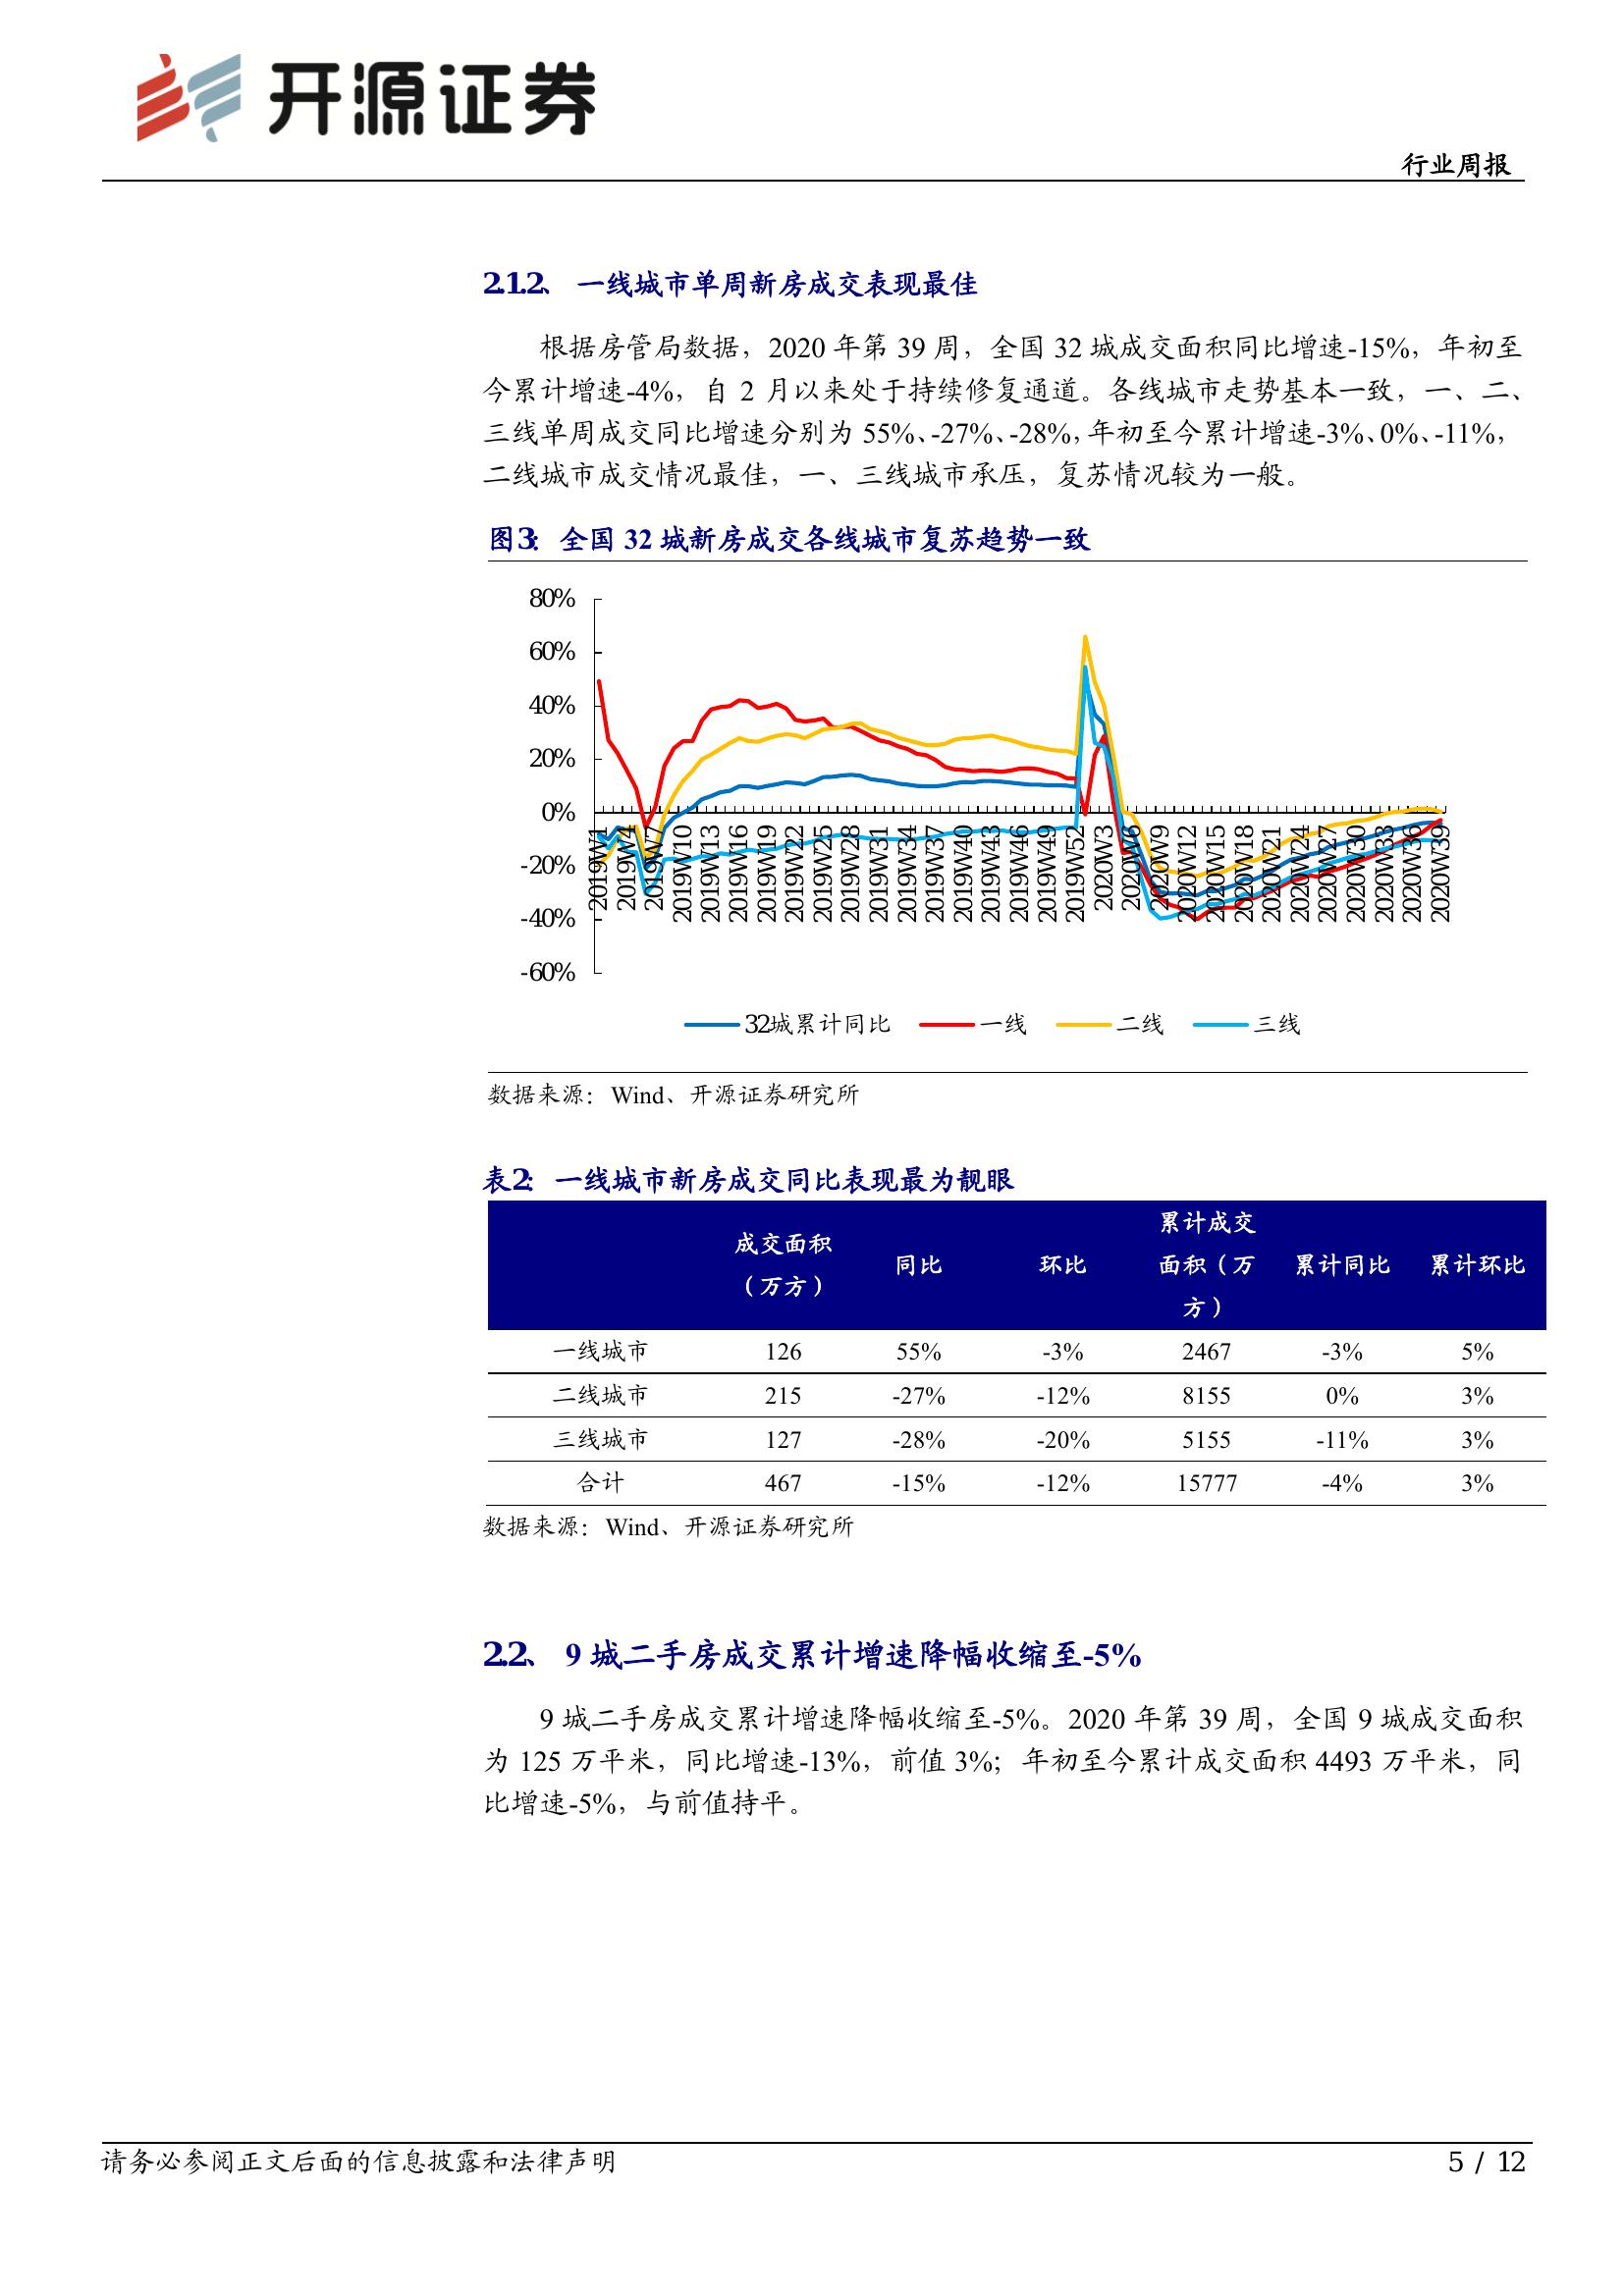 开源证券
行业周报
2.1.2、 一线城市单周新房成交表现最佳
根据房管局数据，2020 年第 39 周，全国 32 城成交面积同比增速-15%，年初至
今累计增速-4%，自 2 月以来处于持续修复通道。各线城市走势基本一致，一、二、
三线单周成交同比增速分别为 55%、-27%、-28%，年初至今累计增速-3%、0%、-11%，
二线城市成交情况最佳，一、三线城市承压，复苏情况较为一般。
图3： 全国 32 城新房成交各线城市复苏趋势一致
80%
60%
40%
20%
0%
-20%
-40%
-60%
2019W1 2019W4 2019W7 2019W10 2019W13 2019W16 2019W19 2019W22 2019W25 2019W28 2019W31 2019W34 2019W37 2019W40 2019W43 2019W46 2019W49 2019W52 2020W3 2020W6 2020W9 2020W12 2020W15 2020W18 2020W21 2020W24 2020W27 2020W30 2020W33 2020W36 2020W39
32城累计同比 一线 二线 三线
数据来源：Wind、开源证券研究所
表2： 一线城市新房成交同比表现最为靓眼
成交面积（万方） 同比 环比 累计成交面积（万方） 累计同比 累计环比
一线城市 126 55% -3% 2467 -3% 5%
二线城市 215 -27% -12% 8155 0% 3%
三线城市 127 -28% -20% 5155 -11% 3%
合计 467 -15% -12% 15777 -4% 3%
数据来源：Wind、开源证券研究所
2.2、 9 城二手房成交累计增速降幅收缩至-5%
9 城二手房成交累计增速降幅收缩至-5%。2020 年第 39 周，全国 9 城成交面积
为 125 万平米，同比增速-13%，前值 3%；年初至今累计成交面积 4493 万平米，同
比增速-5%，与前值持平。
请务必参阅正文后面的信息披露和法律声明
5 / 12